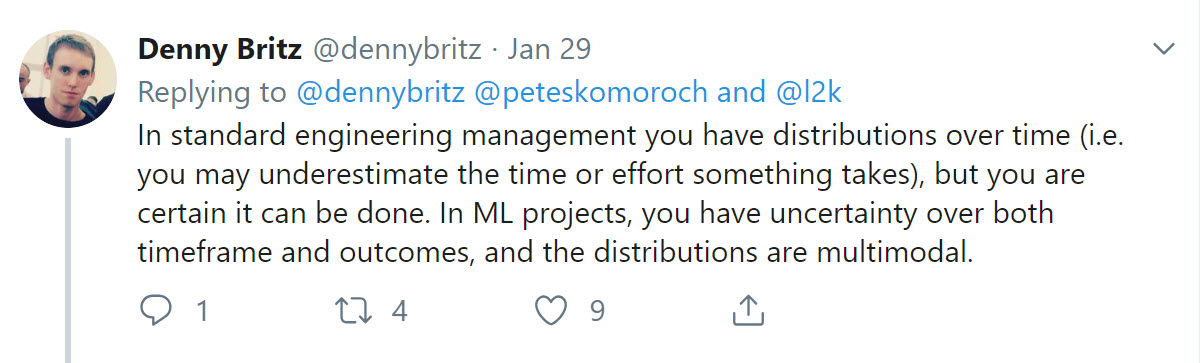 Denny Britz @dennybritz · Jan 29
Replying to @dennybritz @peteskomoroch and @l2k
In standard engineering management you have distributions over time (i.e.
you may underestimate the time or effort something takes), but you are
certain it can be done. In ML projects, you have uncertainty over both
timeframe and outcomes, and the distributions are multimodal.
1 4 9